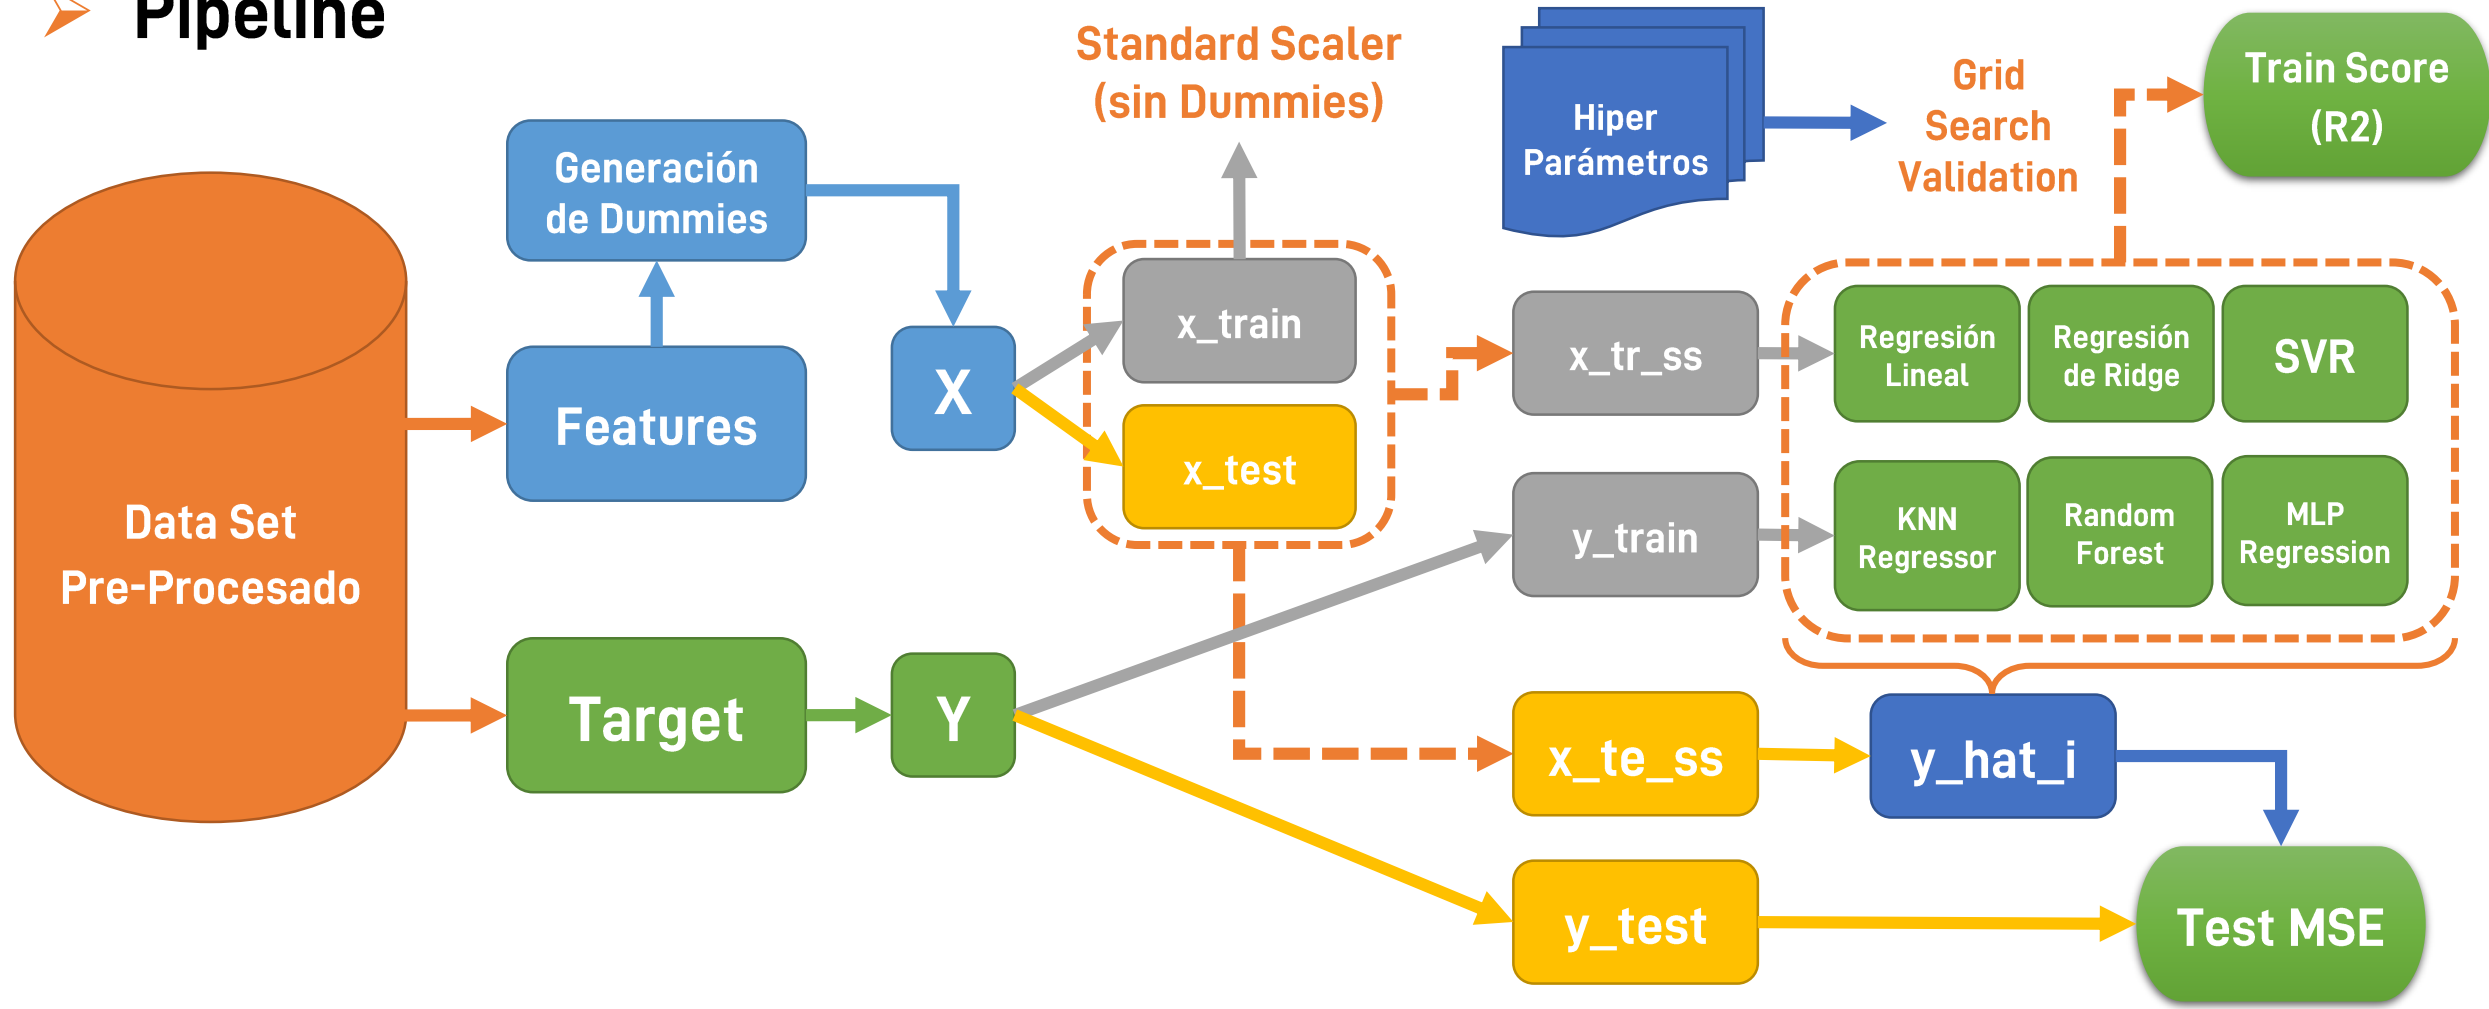 Pipeline
Standard Scaler
(sin Dummies)
Hiper
Parámetros
Grid
Search
Validation
Train Score
(R2)
Generación
de Dummies
Features
X
x_train
x_test
x_tr_ss
y_train
Regresión
Lineal
Regresión
de Ridge
SVR
KNN
Regressor
Random
Forest
MLP
Regression
Data Set
Pre-Procesado
Target
Y
x_te_ss
y_hat_i
y_test
Test MSE